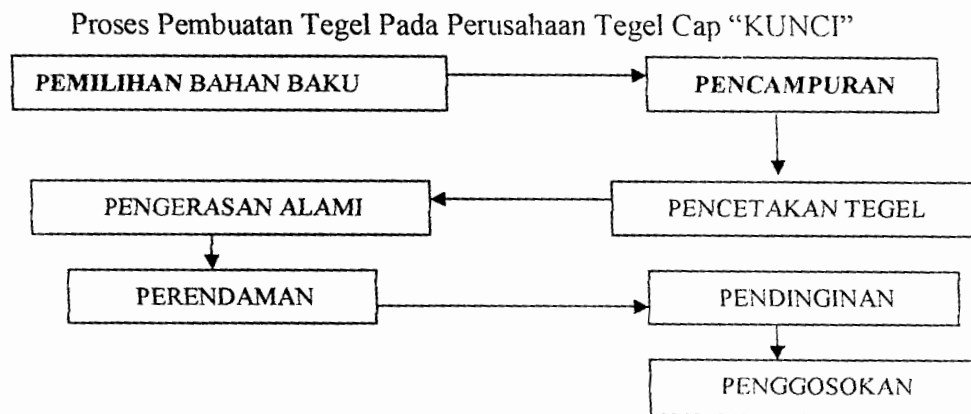 Proses Pembuatan Tegel Pada Perusahaan Tegel Cap “KUNCI”
PEMILIHAN BAHAN BAKU
PENCAMPURAN
PENCETAKAN TEGEL
PENGERASAN ALAMI
PERENDAMAN
PENDINGINAN
PENGGOSOKAN